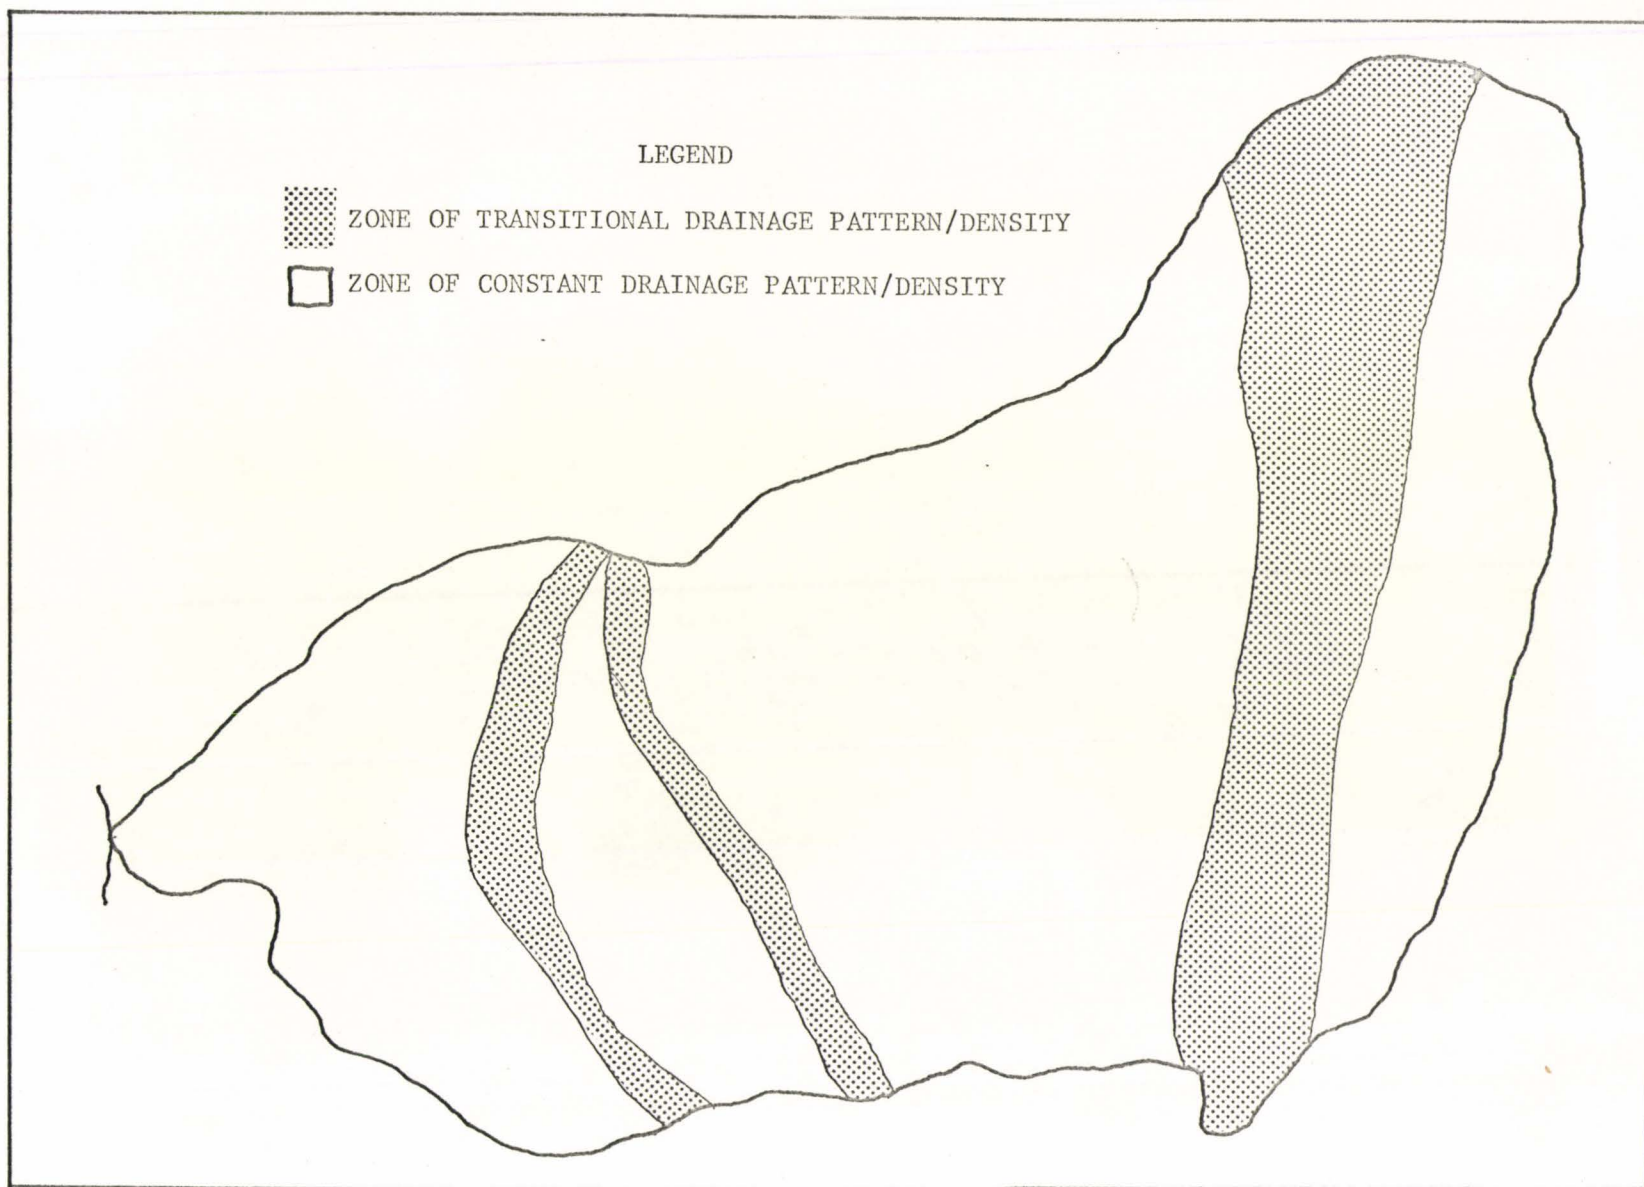 LEGEND
ZONE OF TRANSITIONAL DRAINAGE PATTERN/DENSITY
ZONE OF CONSTANT DRAINAGE PATTERN/DENSITY